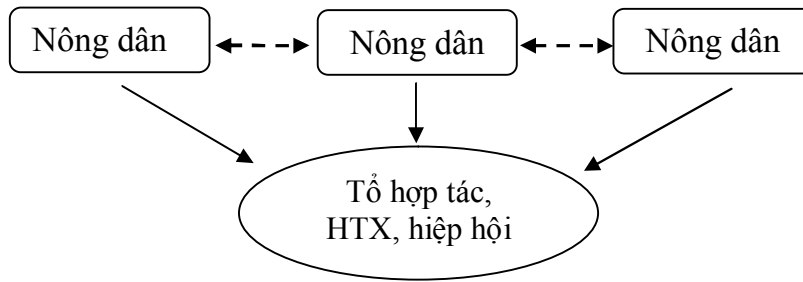 Nông dân
Nông dân
Nông dân
Tổ hợp tác,
HTX, hiệp hội